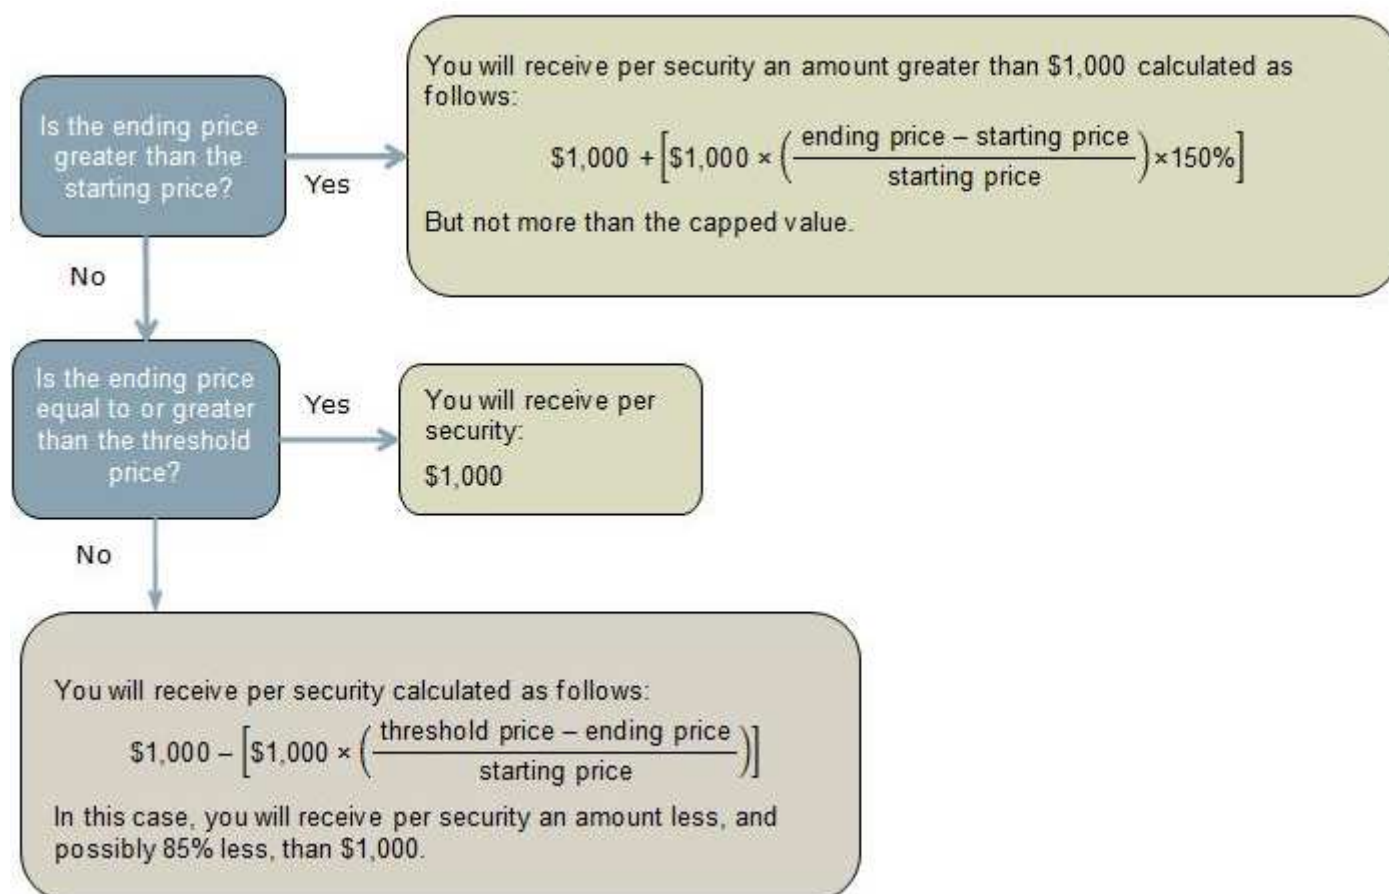 Is the ending price
greater than the
starting price?
Yes
You will receive per security an amount greater than $1,000 calculated as
follows:
$1,000 + [$1,000 × (ending price – starting price / starting price) ×150%]
But not more than the capped value.
No
Is the ending price
equal to or greater
than the threshold
price?
Yes
You will receive per
security:
$1,000
No
You will receive per security calculated as follows:
$1,000 – [$1,000 × (threshold price – ending price / starting price)]
In this case, you will receive per security an amount less, and
possibly 85% less, than $1,000.